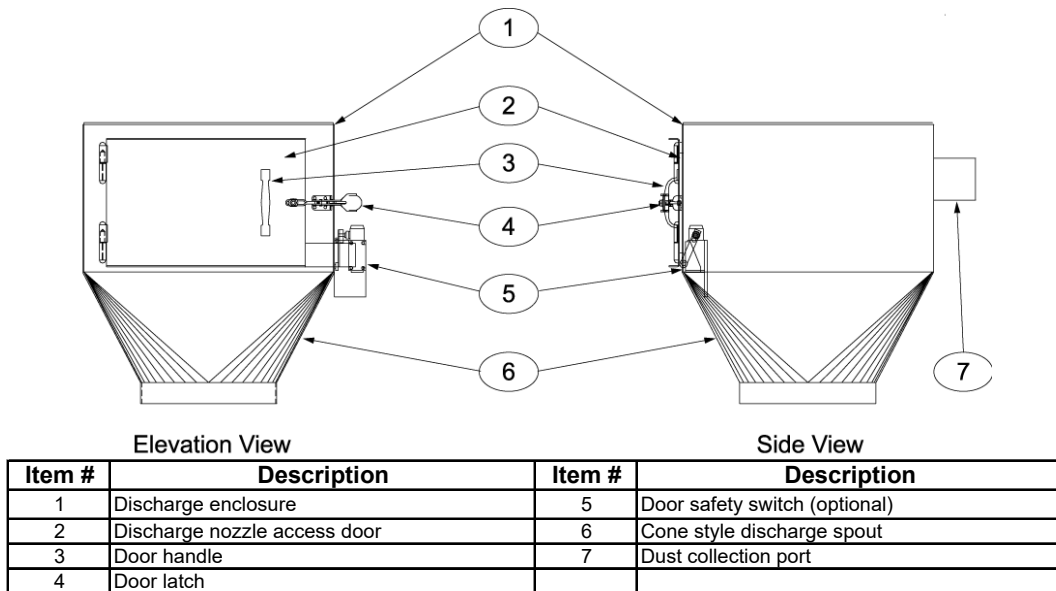 1
2
3
4
5
6
7
Elevation View Side View
Item # Description Item # Description
1 Discharge enclosure 5 Door safety switch (optional)
2 Discharge nozzle access door 6 Cone style discharge spout
3 Door handle 7 Dust collection port
4 Door latch